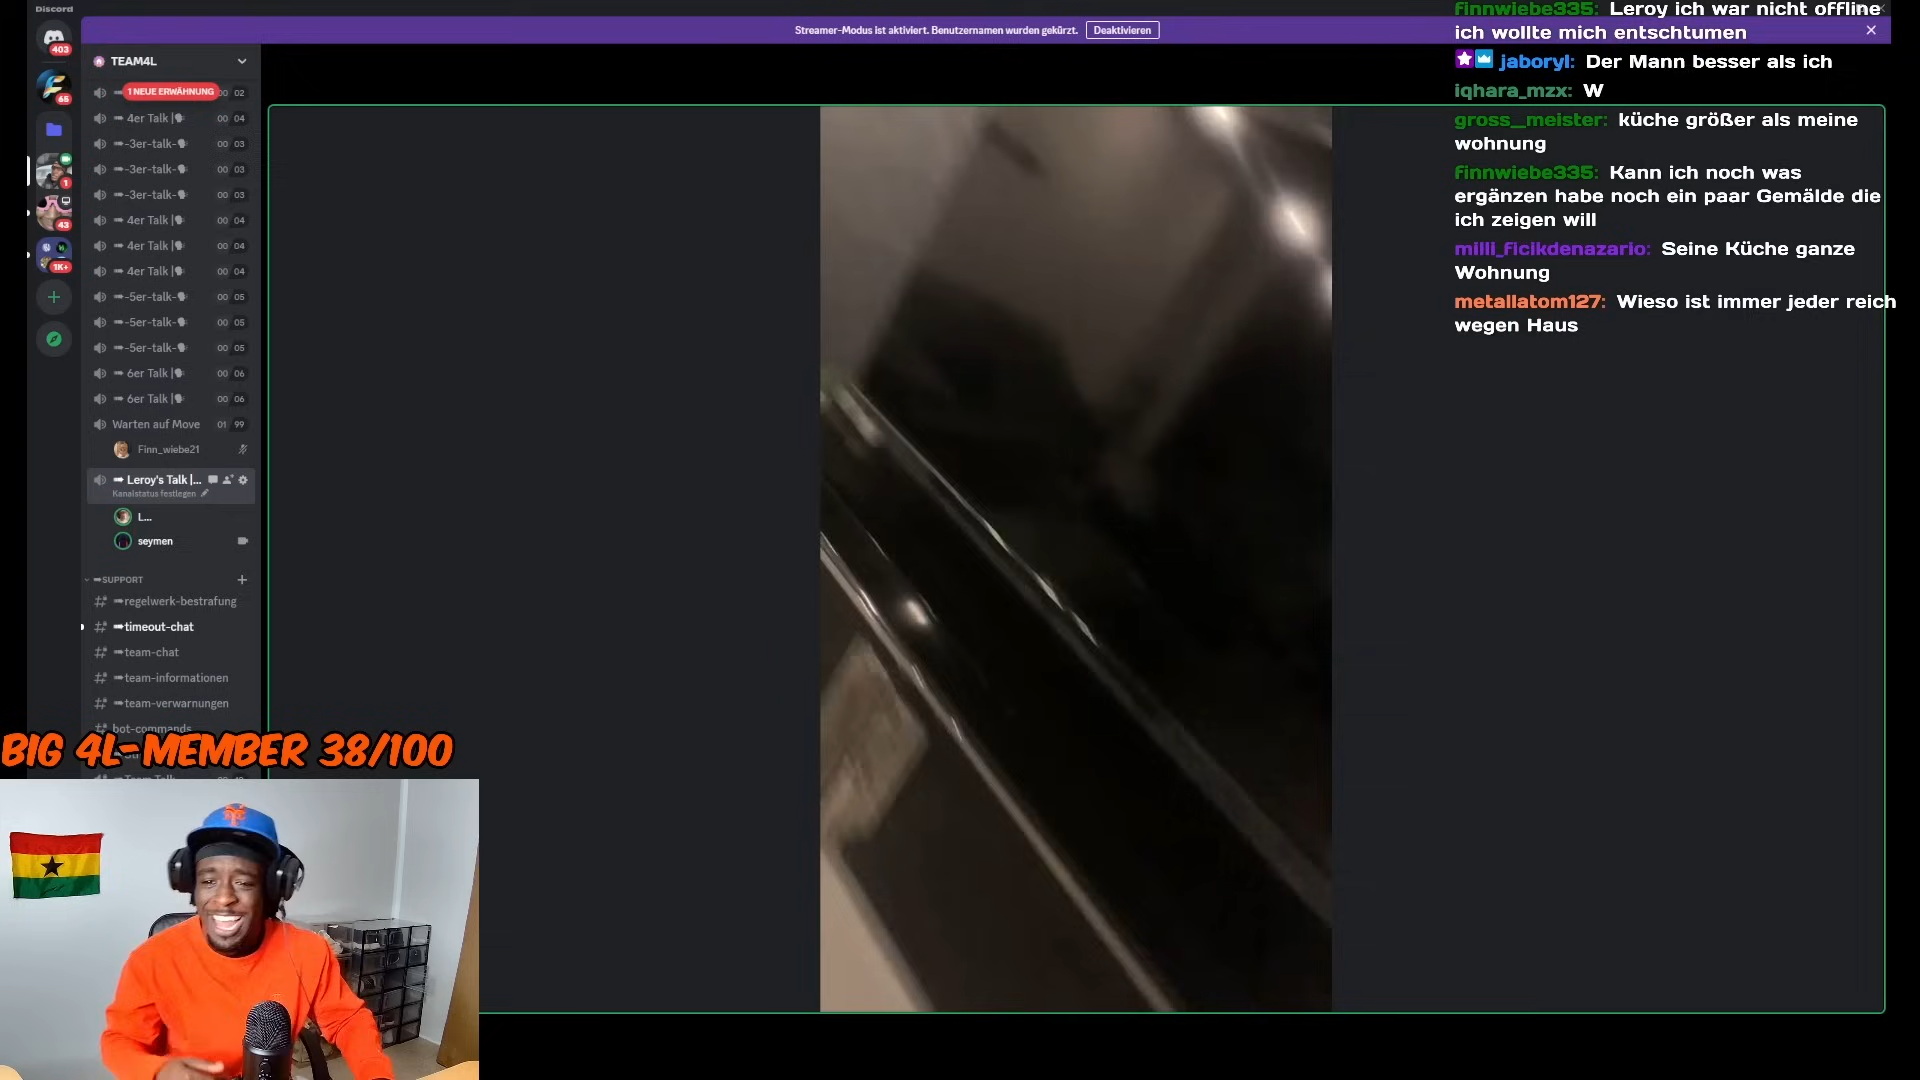 Discord
403
65
1
43
1K+
Streamer-Modus ist aktiviert. Benutzernamen wurden gekürzt.
Deaktivieren
TEAM4L
1 NEUE ERWÄHNUNG
02
4er Talk | 00 04
-3er-talk- 00 03
-3er-talk- 00 03
-3er-talk- 00 03
4er Talk | 00 04
4er Talk | 00 04
4er Talk | 00 04
-5er-talk- 00 05
-5er-talk- 00 05
-5er-talk- 00 05
6er Talk | 00 06
6er Talk | 00 06
Warten auf Move 01 99
Finn_wiebe21
Leroy's Talk |...
Kanalstatus festlegen
L...
seymen
SUPPORT
regelwerk-bestrafung
timeout-chat
team-chat
team-informationen
team-verwarnungen
bot-commands
BIG 4L-MEMBER 38/100
finnwiebe335: Leroy ich war nicht offline
ich wollte mich entschtumen
jaboryl: Der Mann besser als ich
iqhara_mzx: W
gross__meister: küche größer als meine
wohnung
finnwiebe335: Kann ich noch was
ergänzen habe noch ein paar Gemälde die
ich zeigen will
milli_ficikdenazario: Seine Küche ganze
Wohnung
metallatom127: Wieso ist immer jeder reich
wegen Haus